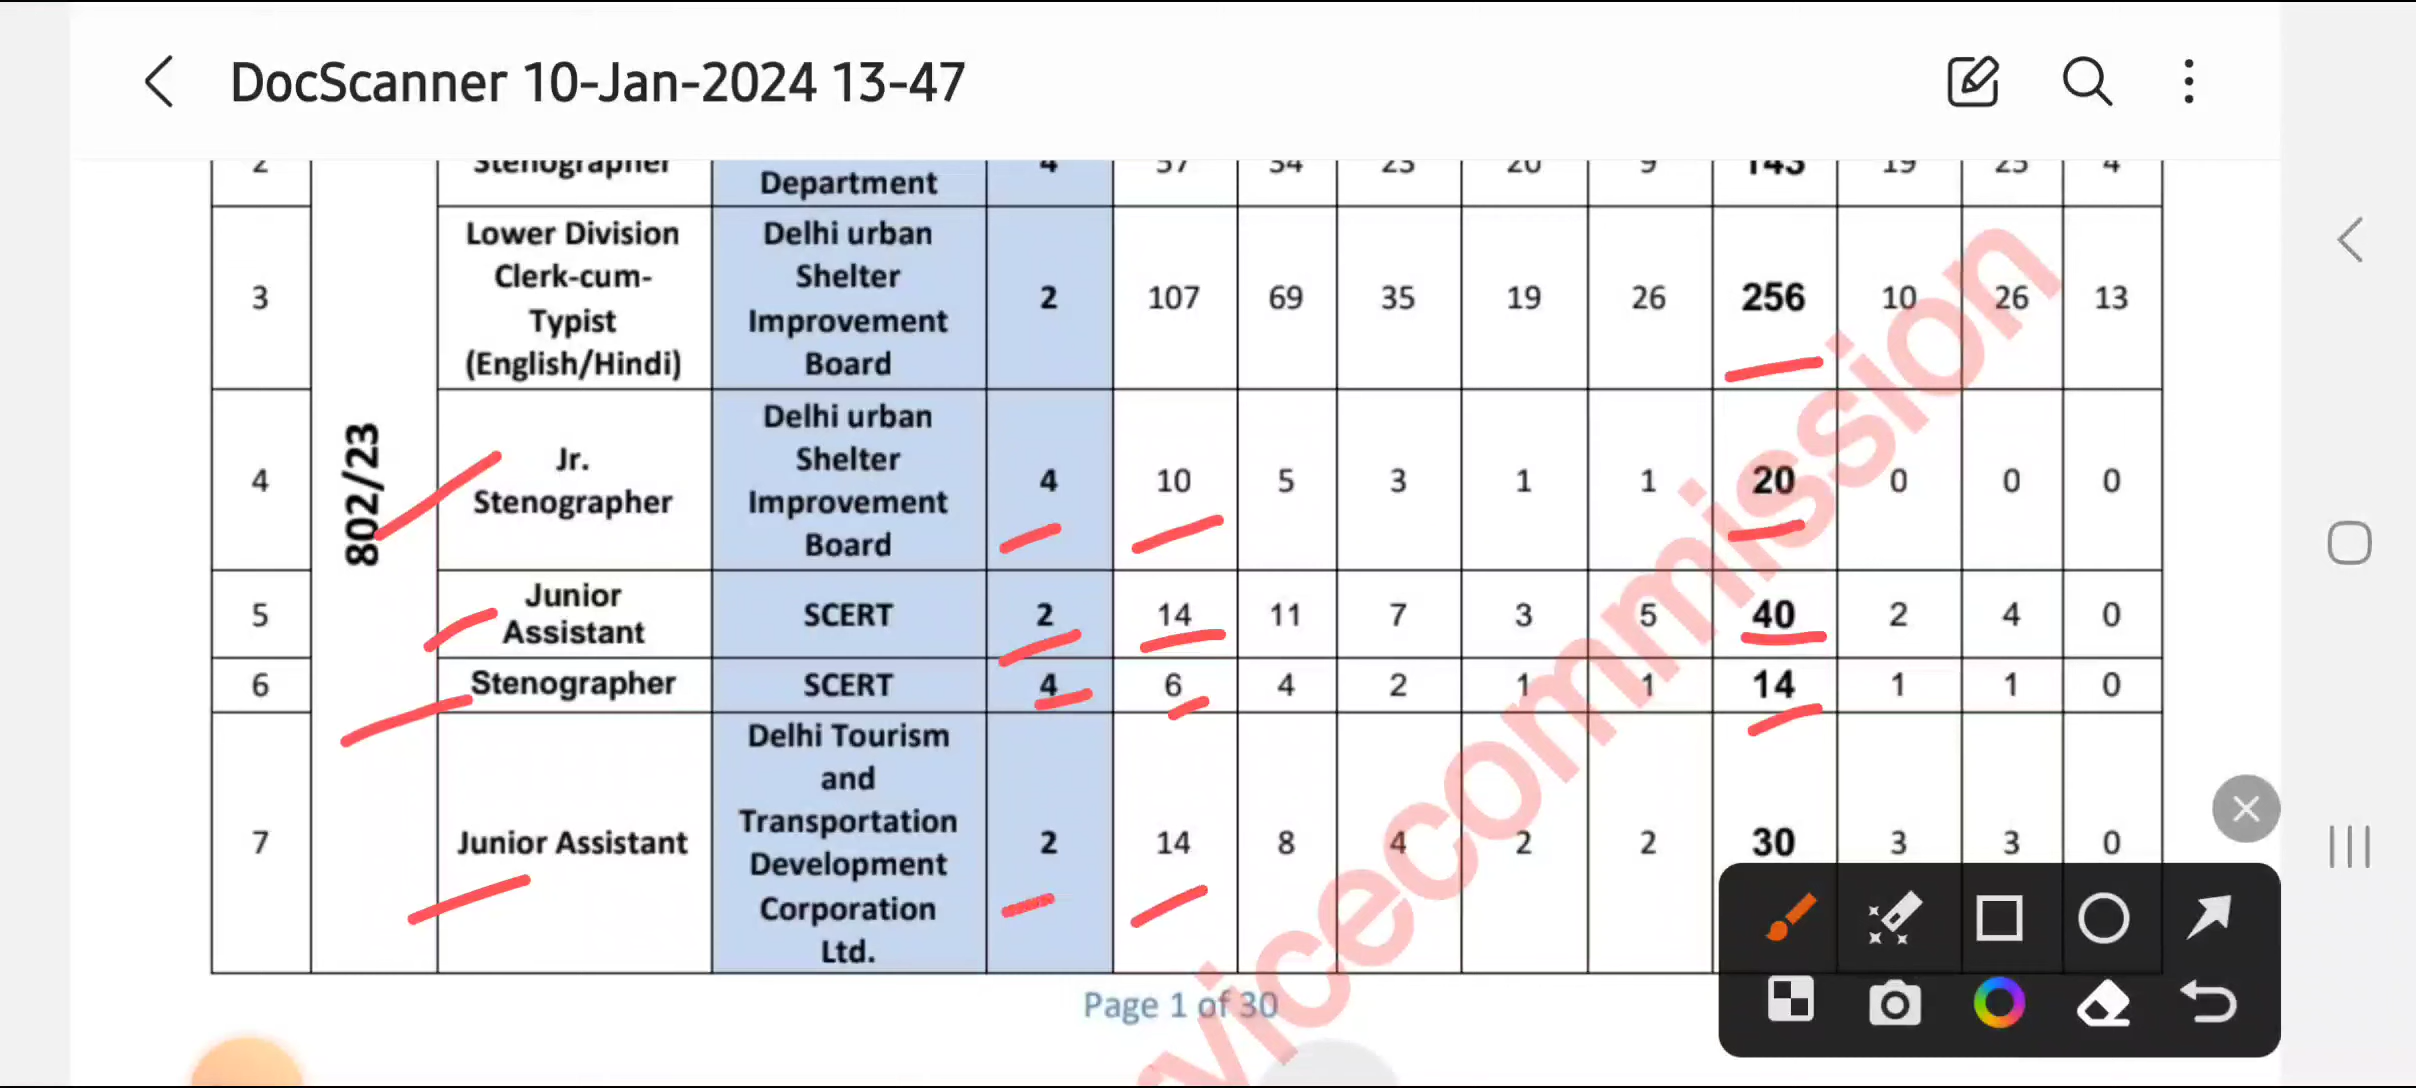 DocScanner 10-Jan-2024 13-47
2 Stenographer Department 4 57 54 23 20 9 143 19 25 4
802/23
3 Lower Division Clerk-cum-Typist (English/Hindi) Delhi urban Shelter Improvement Board 2 107 69 35 19 26 256 10 26 13
4 Jr. Stenographer Delhi urban Shelter Improvement Board 4 10 5 3 1 1 20 0 0 0
5 Junior Assistant SCERT 2 14 11 7 3 5 40 2 4 0
6 Stenographer SCERT 4 6 4 2 1 1 14 1 1 0
7 Junior Assistant Delhi Tourism and Transportation Development Corporation Ltd. 2 14 8 4 2 2 30 3 3 0
Page 1 of 30
vicecommission